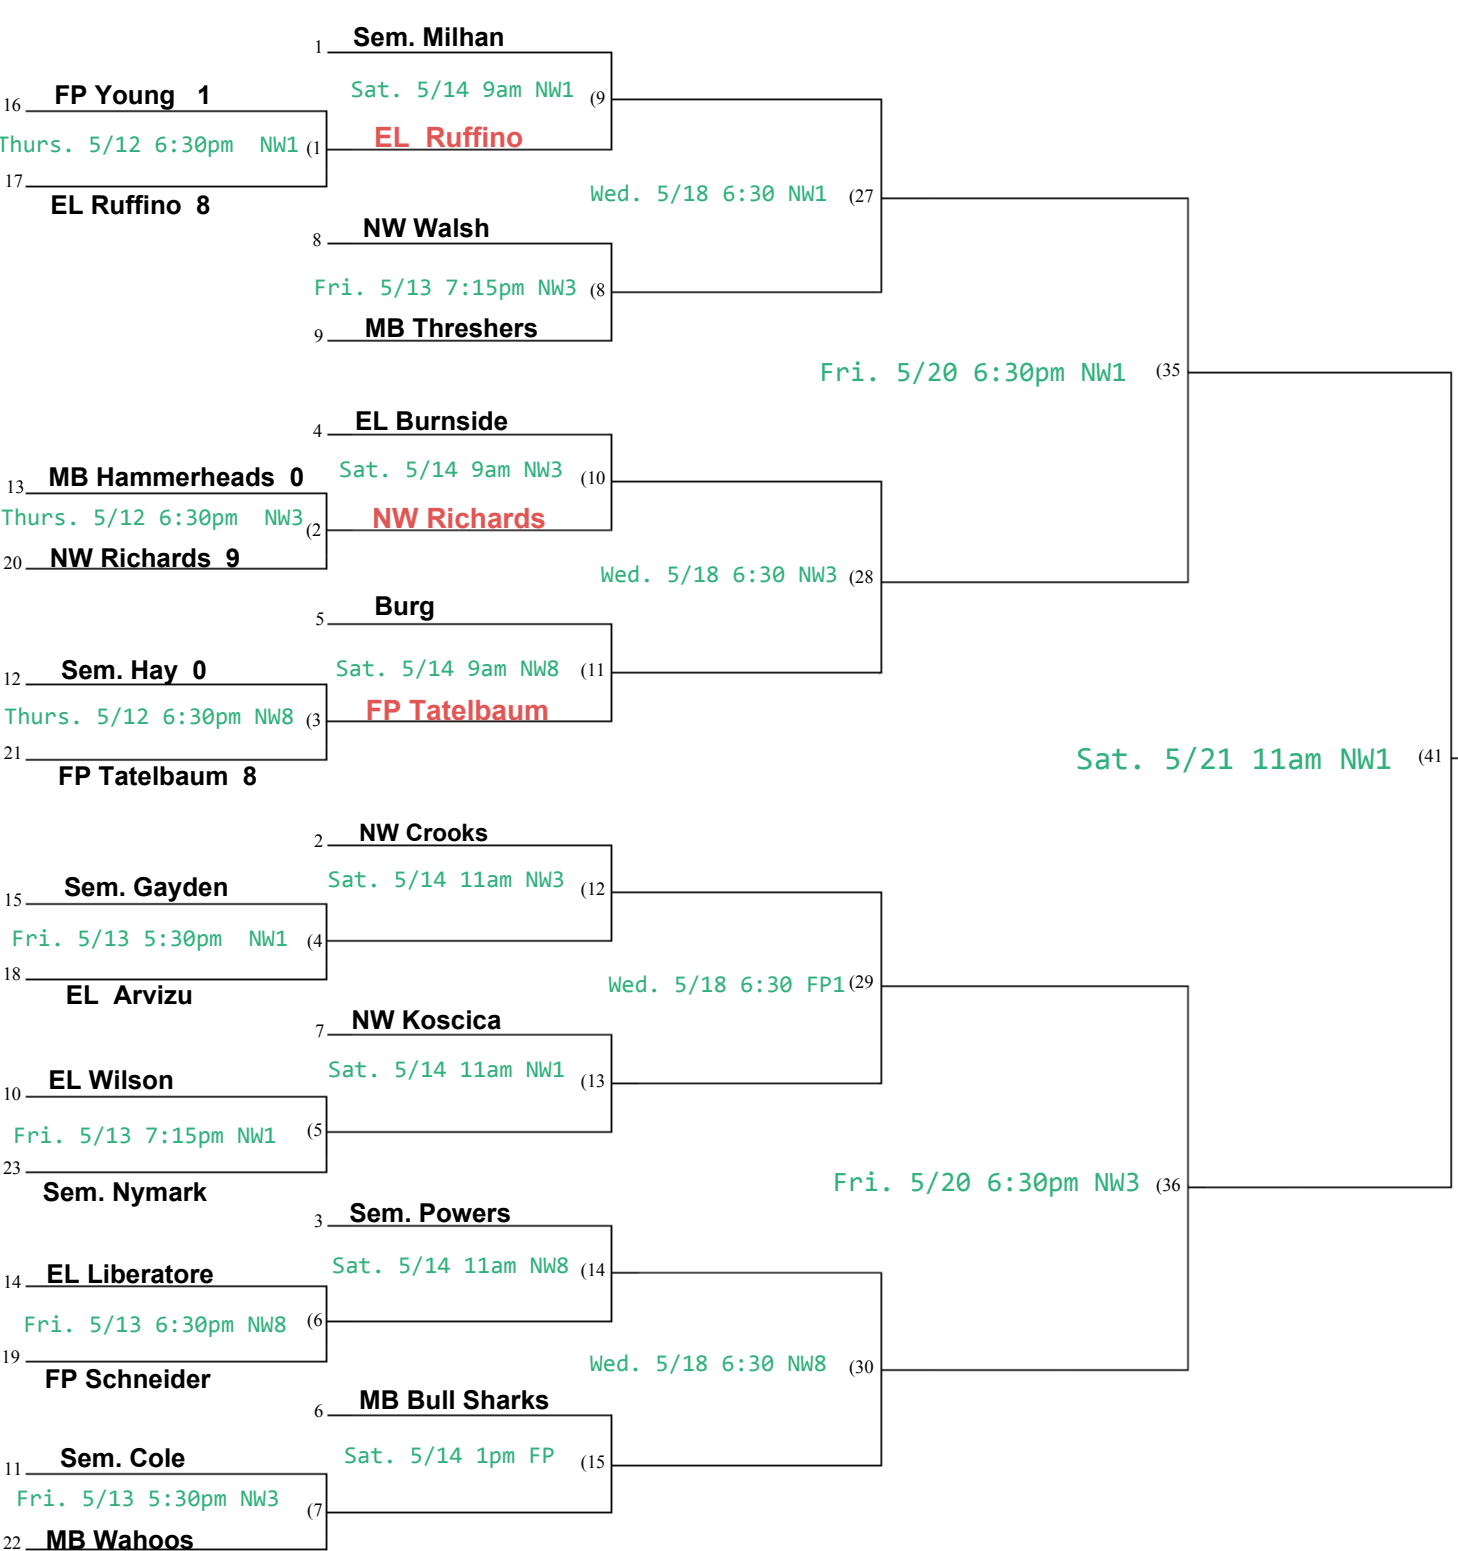 1 Sem. Milhan
Sat. 5/14 9am NW1 (9
16 FP Young 1
Thurs. 5/12 6:30pm NW1 (1
EL Ruffino
17
EL Ruffino 8
Wed. 5/18 6:30 NW1 (27
8 NW Walsh
Fri. 5/13 7:15pm NW3 (8
9 MB Threshers
Fri. 5/20 6:30pm NW1 (35
4 EL Burnside
Sat. 5/14 9am NW3 (10
13 MB Hammerheads 0
Thurs. 5/12 6:30pm NW3 (2
NW Richards
20 NW Richards 9
Wed. 5/18 6:30 NW3 (28
5 Burg
Sat. 5/14 9am NW8 (11
12 Sem. Hay 0
Thurs. 5/12 6:30pm NW8 (3
FP Tatelbaum
21
FP Tatelbaum 8
Sat. 5/21 11am NW1 (41
2 NW Crooks
Sat. 5/14 11am NW3 (12
15 Sem. Gayden
Fri. 5/13 5:30pm NW1 (4
18
EL Arvizu
Wed. 5/18 6:30 FP1 (29
7 NW Koscica
Sat. 5/14 11am NW1 (13
10 EL Wilson
Fri. 5/13 7:15pm NW1 (5
23
Sem. Nymark
Fri. 5/20 6:30pm NW3 (36
3 Sem. Powers
Sat. 5/14 11am NW8 (14
14 EL Liberatore
Fri. 5/13 6:30pm NW8 (6
19
FP Schneider
Wed. 5/18 6:30 NW8 (30
6 MB Bull Sharks
Sat. 5/14 1pm FP (15
11 Sem. Cole
Fri. 5/13 5:30pm NW3 (7
22 MB Wahoos